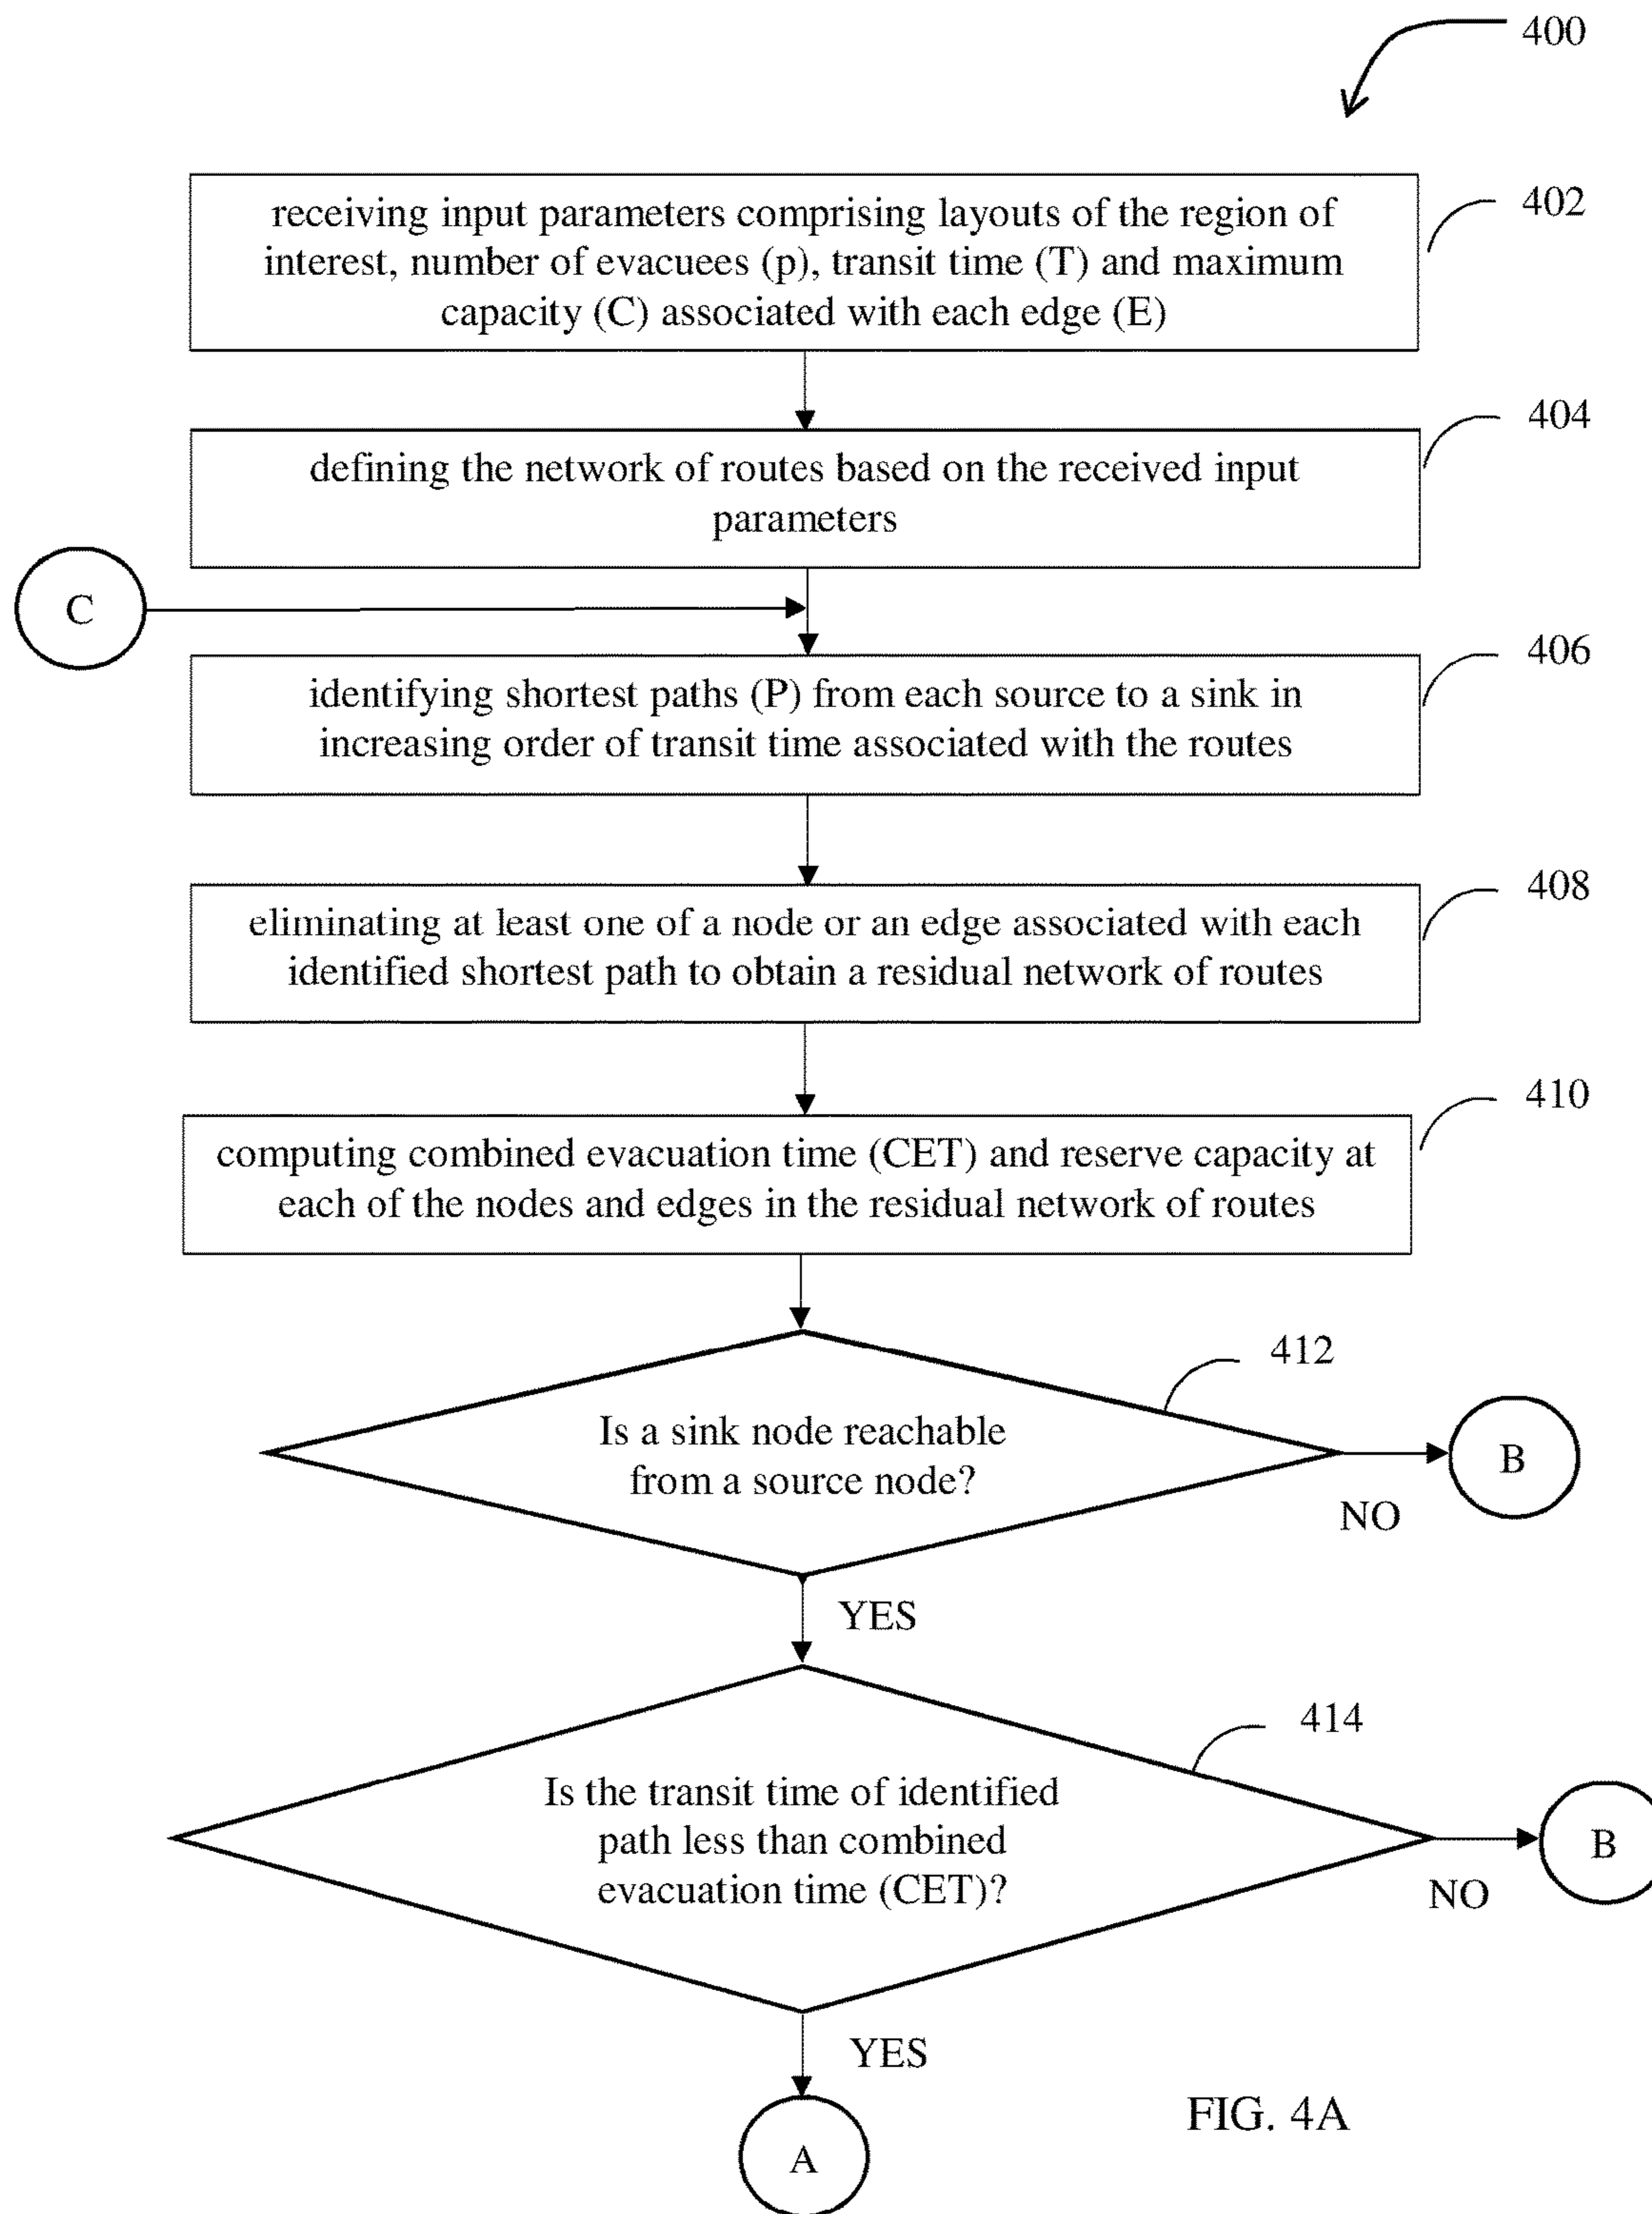 400
receiving input parameters comprising layouts of the region of
interest, number of evacuees (p), transit time (T) and maximum
capacity (C) associated with each edge (E)
402
defining the network of routes based on the received input
parameters
404
C
identifying shortest paths (P) from each source to a sink in
increasing order of transit time associated with the routes
406
eliminating at least one of a node or an edge associated with each
identified shortest path to obtain a residual network of routes
408
computing combined evacuation time (CET) and reserve capacity at
each of the nodes and edges in the residual network of routes
410
Is a sink node reachable
from a source node?
412
B
NO
YES
Is the transit time of identified
path less than combined
evacuation time (CET)?
414
B
NO
YES
A
FIG. 4A